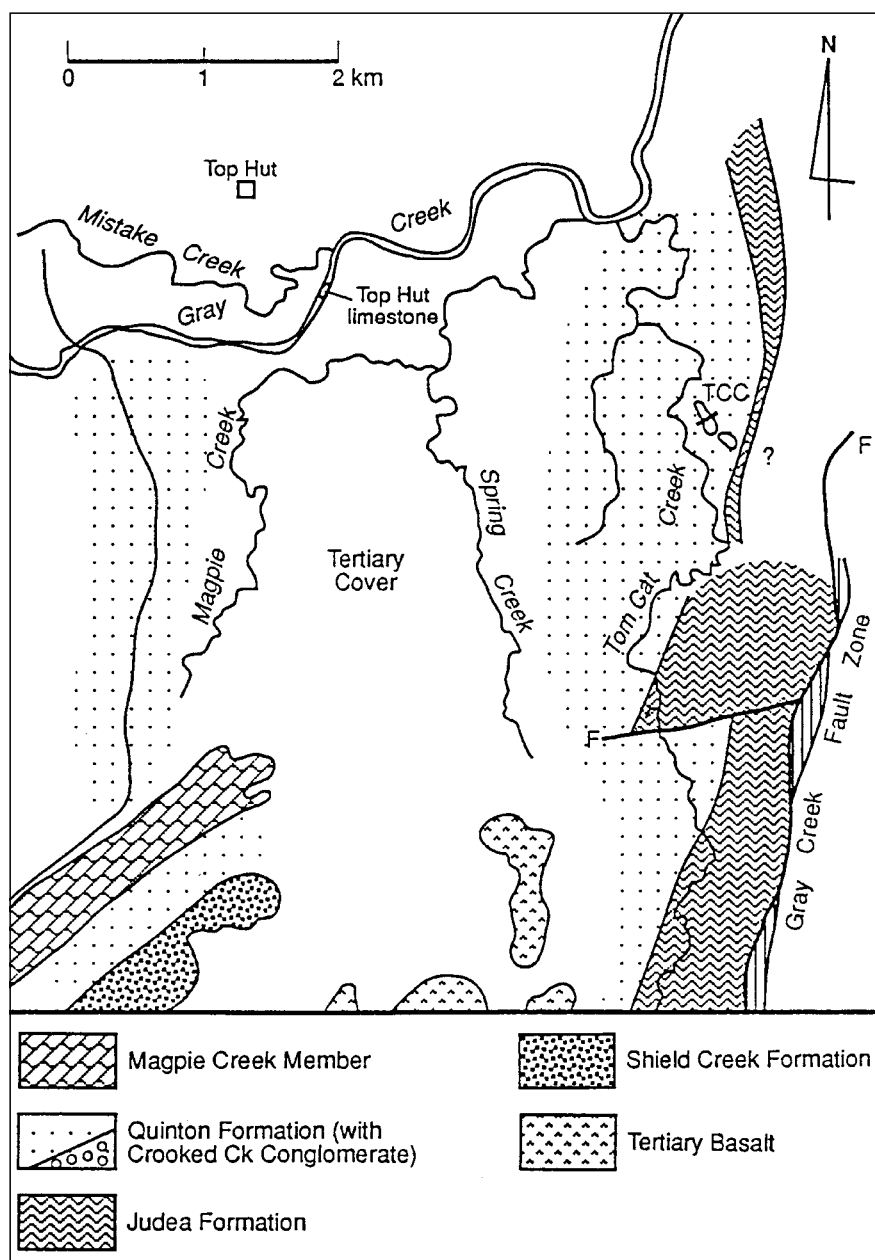 0 1 2 km
N
Top Hut
Mistake
Creek
Creek
Gray
Top Hut
limestone
TCC
?
F
Creek
Magpie
Tertiary
Cover
Spring
Creek
Creek
Tom Cat
F
Gray Creek Fault Zone
Magpie Creek Member
Quinton Formation (with
Crooked Ck Conglomerate)
Judea Formation
Shield Creek Formation
Tertiary Basalt